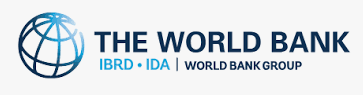 THE WORLD BANK
IBRD • IDA | WORLD BANK GROUP